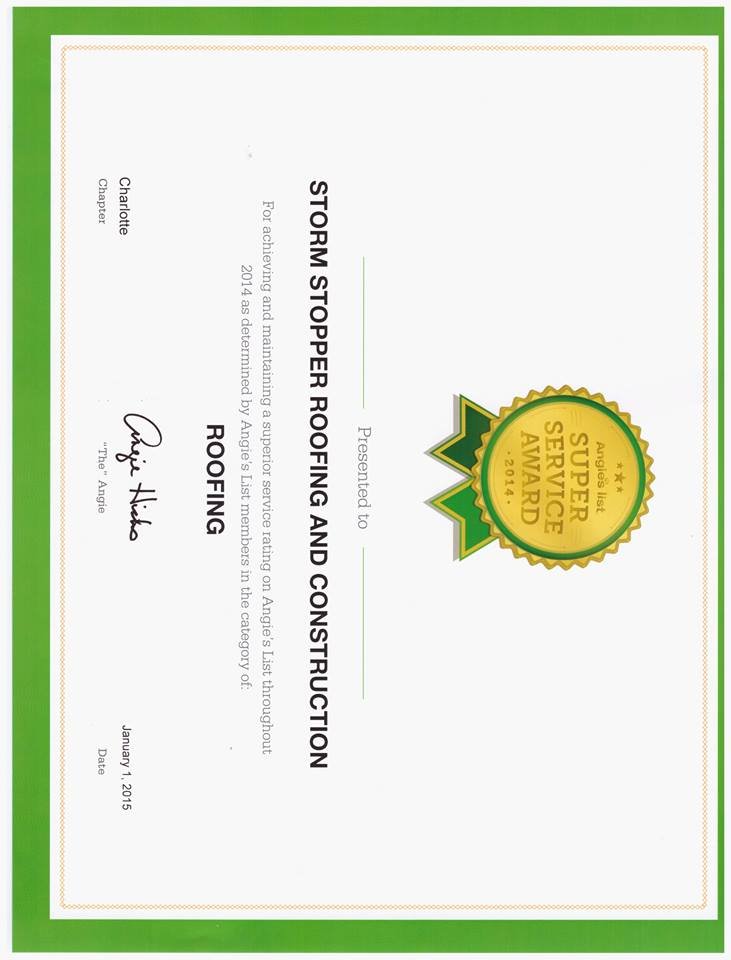 Angie's list
SUPER
SERVICE
AWARD
·2014·
Presented to
STORM STOPPER ROOFING AND CONSTRUCTION
For achieving and maintaining a superior service rating on Angie's List throughout
2014 as determined by Angie's List members in the category of:
ROOFING
Charlotte
Chapter
Angie Hicks
"The" Angie
January 1, 2015
Date